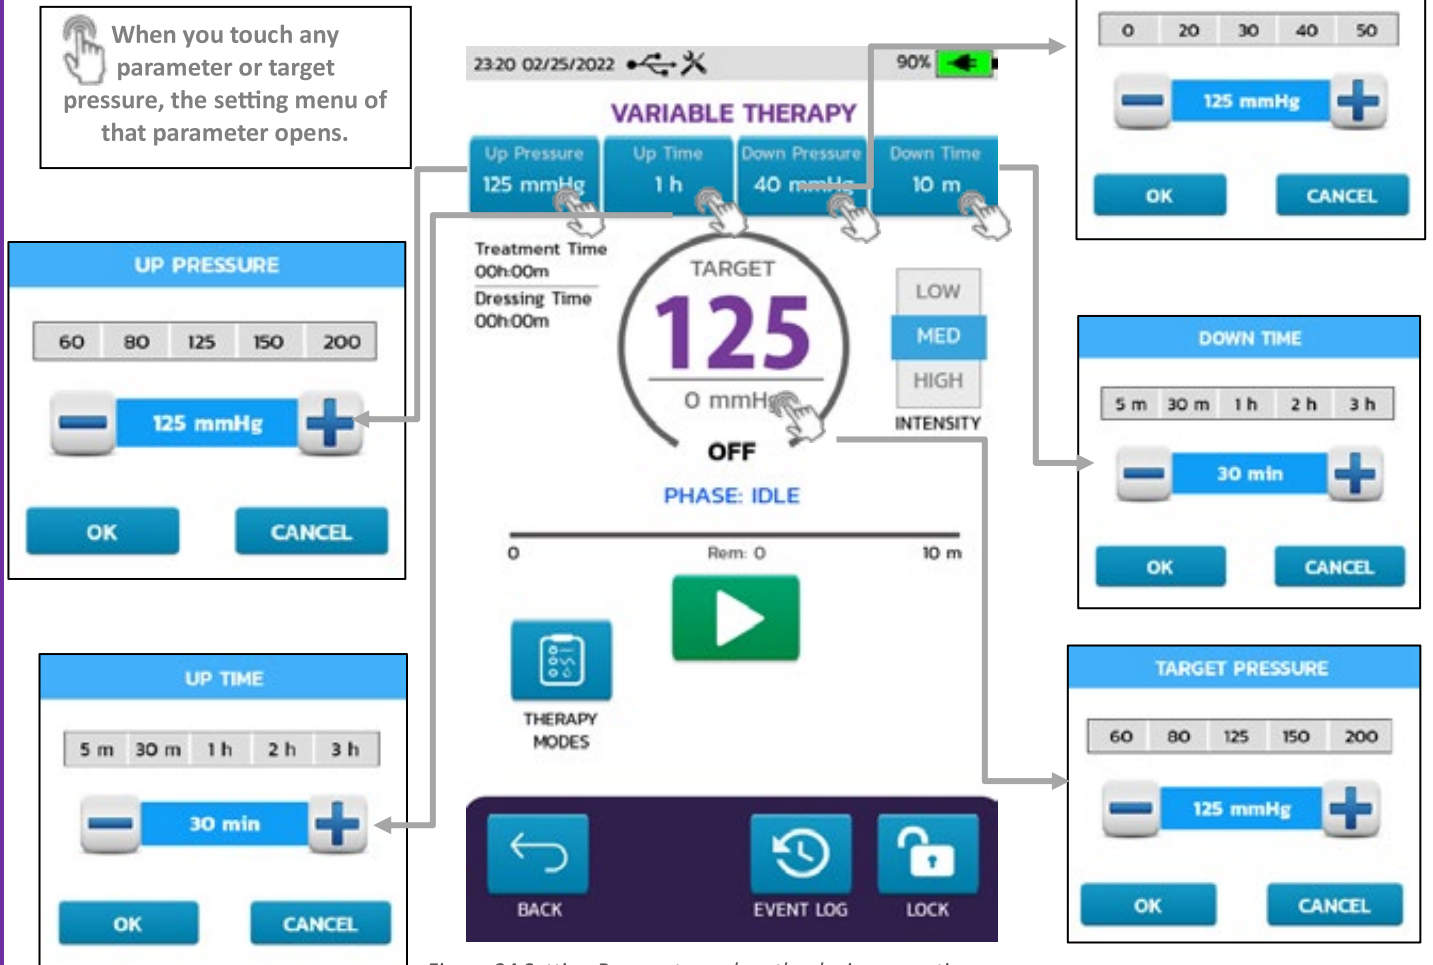 When you touch any
parameter or target
pressure, the setting menu of
that parameter opens.
23:20 02/25/2022
90%
VARIABLE THERAPY
Up Pressure
125 mmHg
Up Time
1 h
Down Pressure
40 mmHg
Down Time
10 m
Treatment Time
00h:00m
Dressing Time
00h:00m
TARGET
125
0 mmHg
OFF
LOW
MED
HIGH
INTENSITY
PHASE: IDLE
0 Rem: 0 10 m
THERAPY
MODES
BACK
EVENT LOG
LOCK
UP PRESSURE
60 80 125 150 200
125 mmHg
OK CANCEL
UP TIME
5 m 30 m 1 h 2 h 3 h
30 min
OK CANCEL
0 20 30 40 50
125 mmHg
OK CANCEL
DOWN TIME
5 m 30 m 1 h 2 h 3 h
30 min
OK CANCEL
TARGET PRESSURE
60 80 125 150 200
125 mmHg
OK CANCEL